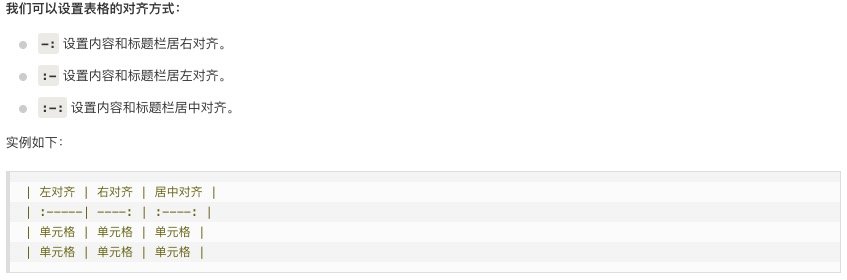 我们可以设置表格的对齐方式：
-: 设置内容和标题栏居右对齐。
:- 设置内容和标题栏居左对齐。
:-: 设置内容和标题栏居中对齐。
实例如下：
| 左对齐 | 右对齐 | 居中对齐 |
| :-----| ----: | :----: |
| 单元格 | 单元格 | 单元格 |
| 单元格 | 单元格 | 单元格 |